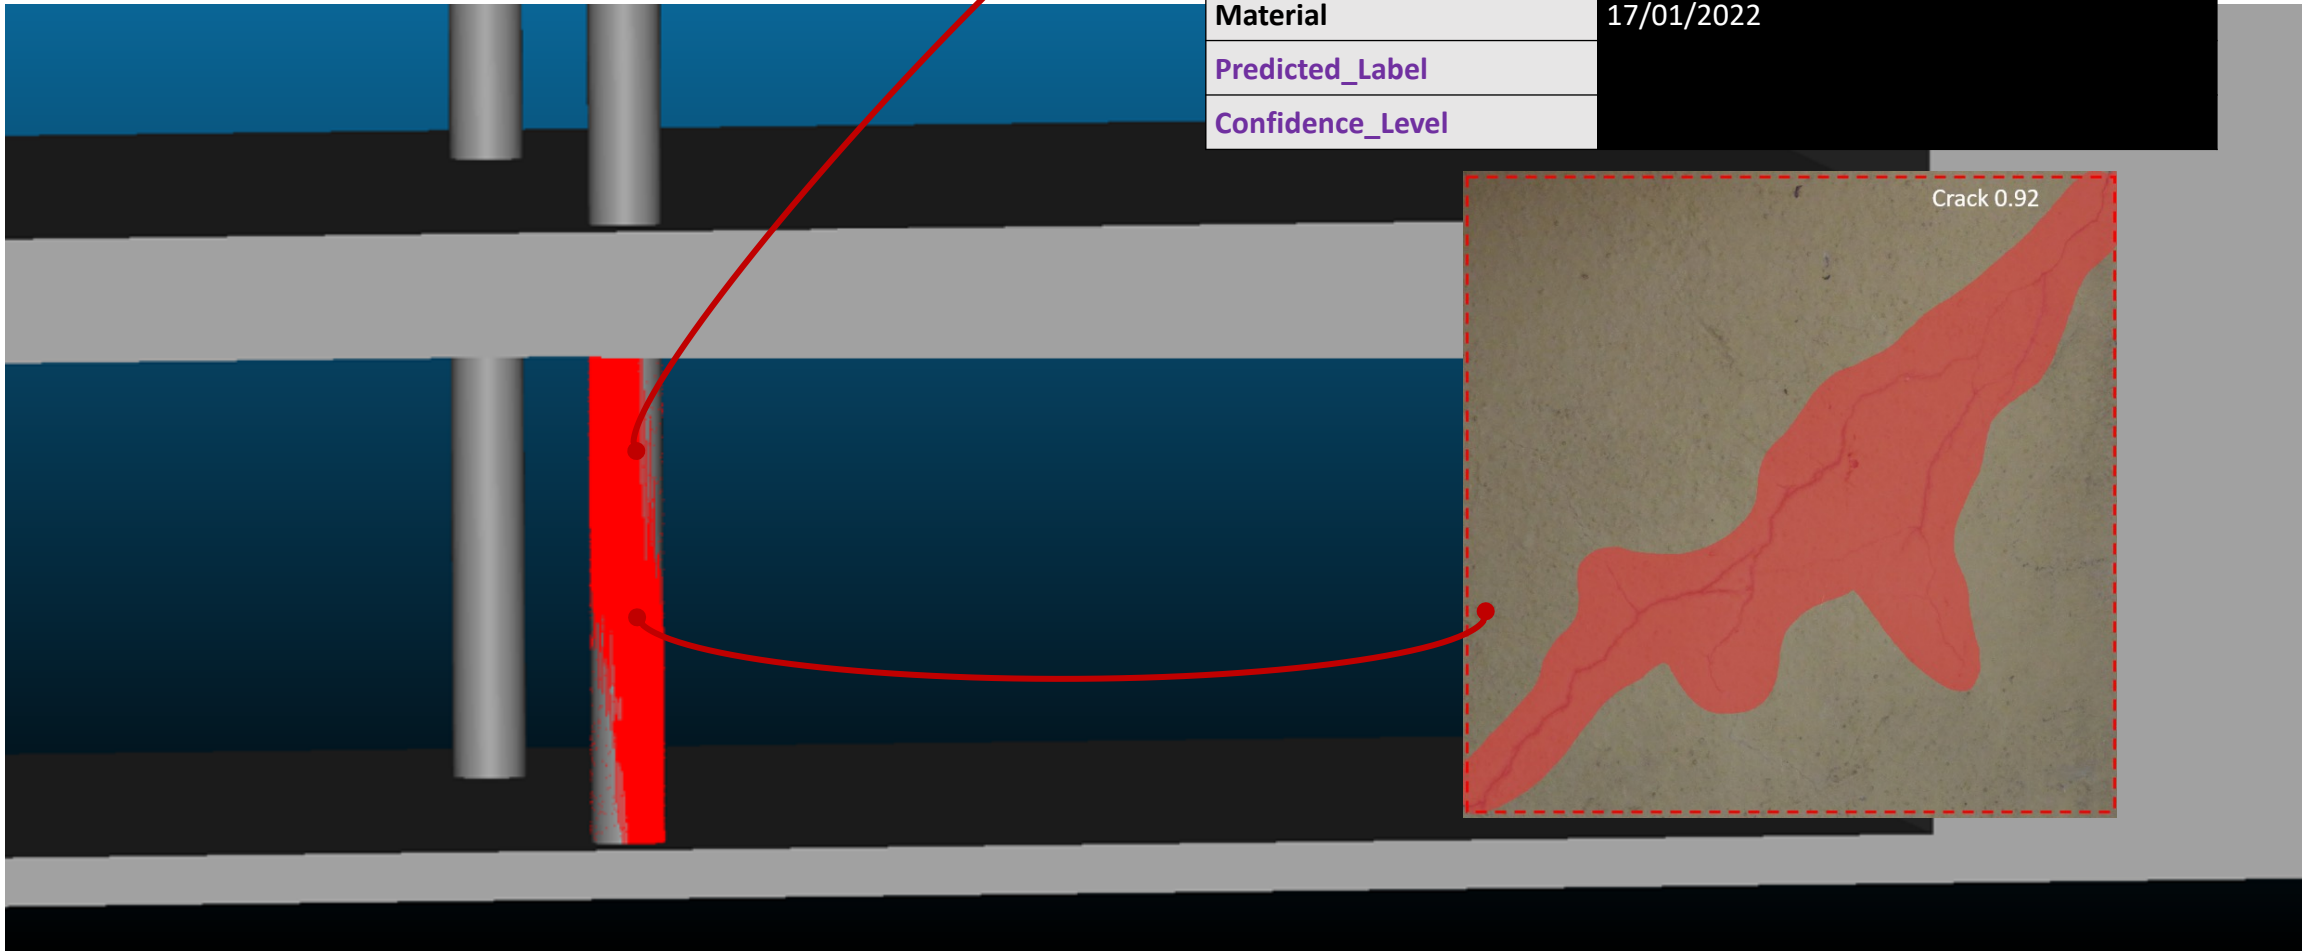 Material 17/01/2022
Predicted_Label
Confidence_Level
Crack 0.92